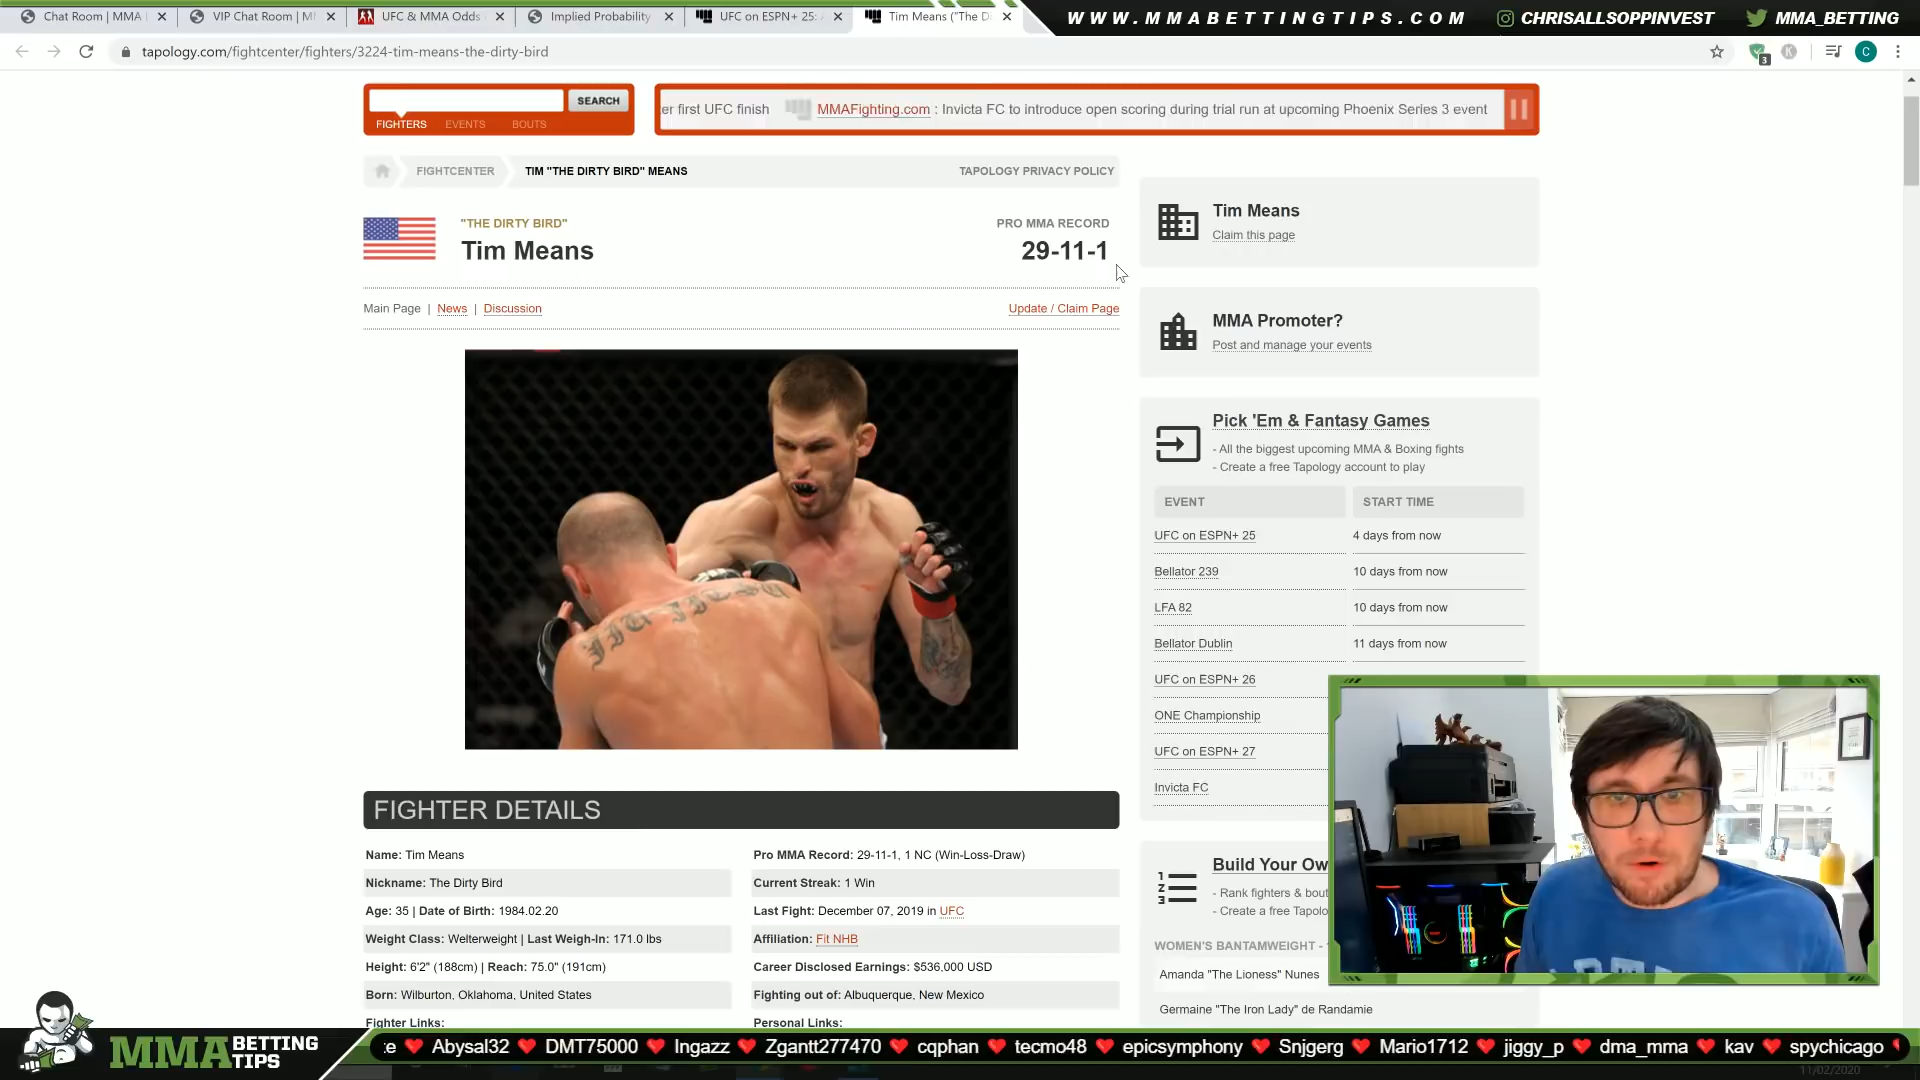 Chat Room | MMA
VIP Chat Room | M
UFC & MMA Odds
Implied Probability
UFC on ESPN+ 25:
Tim Means ("The D
WWW.MMABETTINGTIPS.COM
CHRISALLSOPPINVEST
MMA_BETTING
tapology.com/fightcenter/fighters/3224-tim-means-the-dirty-bird
3
K
C
SEARCH
FIGHTERS EVENTS BOUTS
er first UFC finish MMAFighting.com : Invicta FC to introduce open scoring during trial run at upcoming Phoenix Series 3 event
FIGHTCENTER TIM "THE DIRTY BIRD" MEANS TAPOLOGY PRIVACY POLICY
"THE DIRTY BIRD" PRO MMA RECORD
Tim Means 29-11-1
Main Page | News | Discussion Update / Claim Page
JIU JITSU
FIGHTER DETAILS
Name: Tim Means
Nickname: The Dirty Bird
Age: 35 | Date of Birth: 1984.02.20
Weight Class: Welterweight | Last Weigh-In: 171.0 lbs
Height: 6'2" (188cm) | Reach: 75.0" (191cm)
Born: Wilburton, Oklahoma, United States
Fighter Links:
Pro MMA Record: 29-11-1, 1 NC (Win-Loss-Draw)
Current Streak: 1 Win
Last Fight: December 07, 2019 in UFC
Affiliation: Fit NHB
Career Disclosed Earnings: $536,000 USD
Fighting out of: Albuquerque, New Mexico
Personal Links:
Tim Means
Claim this page
MMA Promoter?
Post and manage your events
Pick 'Em & Fantasy Games
- All the biggest upcoming MMA & Boxing fights
- Create a free Tapology account to play
EVENT START TIME
UFC on ESPN+ 25 4 days from now
Bellator 239 10 days from now
LFA 82 10 days from now
Bellator Dublin 11 days from now
UFC on ESPN+ 26
ONE Championship
UFC on ESPN+ 27
Invicta FC
1
2
3
Build Your Own
- Rank fighters & bout
- Create a free Tapolo
WOMEN'S BANTAMWEIGHT -
Amanda "The Lioness" Nunes
Germaine "The Iron Lady" de Randamie
MMA BETTING TIPS
te Abysal32 DMT75000 Ingazz Zgantt277470 cqphan tecmo48 epicsymphony Snjgerg Mario1712 jiggy_p dma_mma kav spychicago
11/02/2020